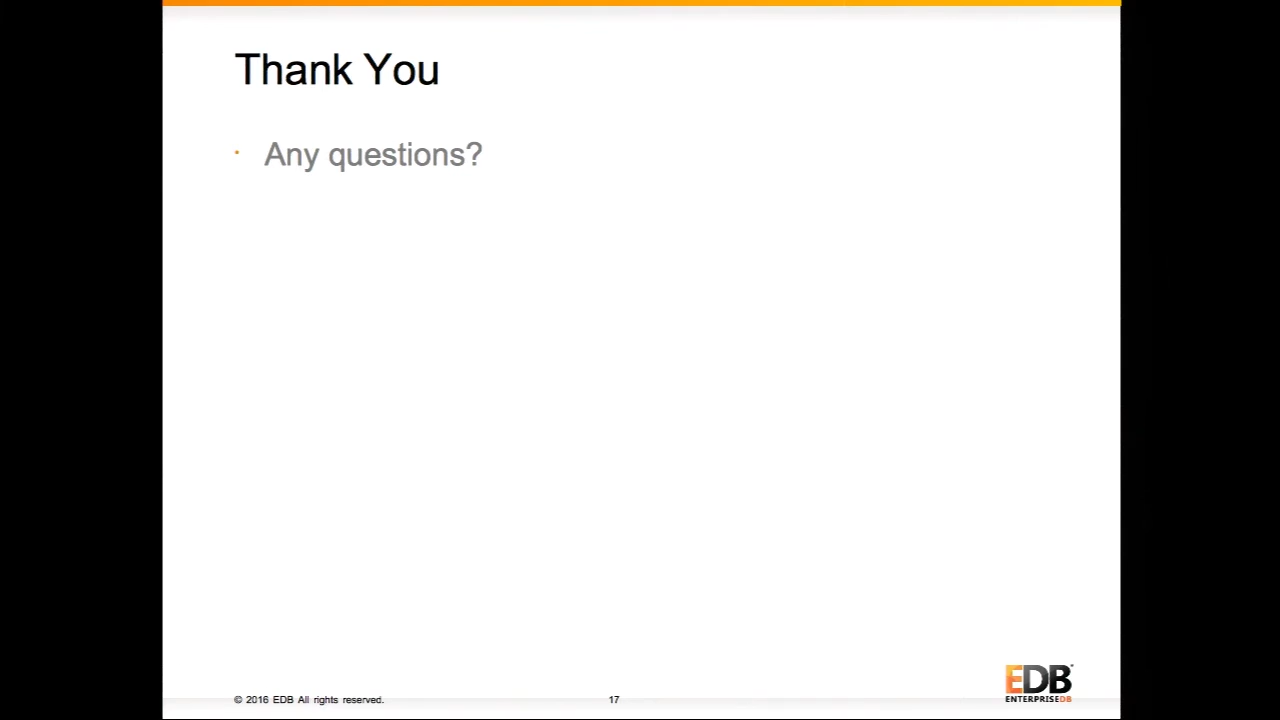 Thank You
· Any questions?
© 2016 EDB All rights reserved.
17
EDB
ENTERPRISEDB